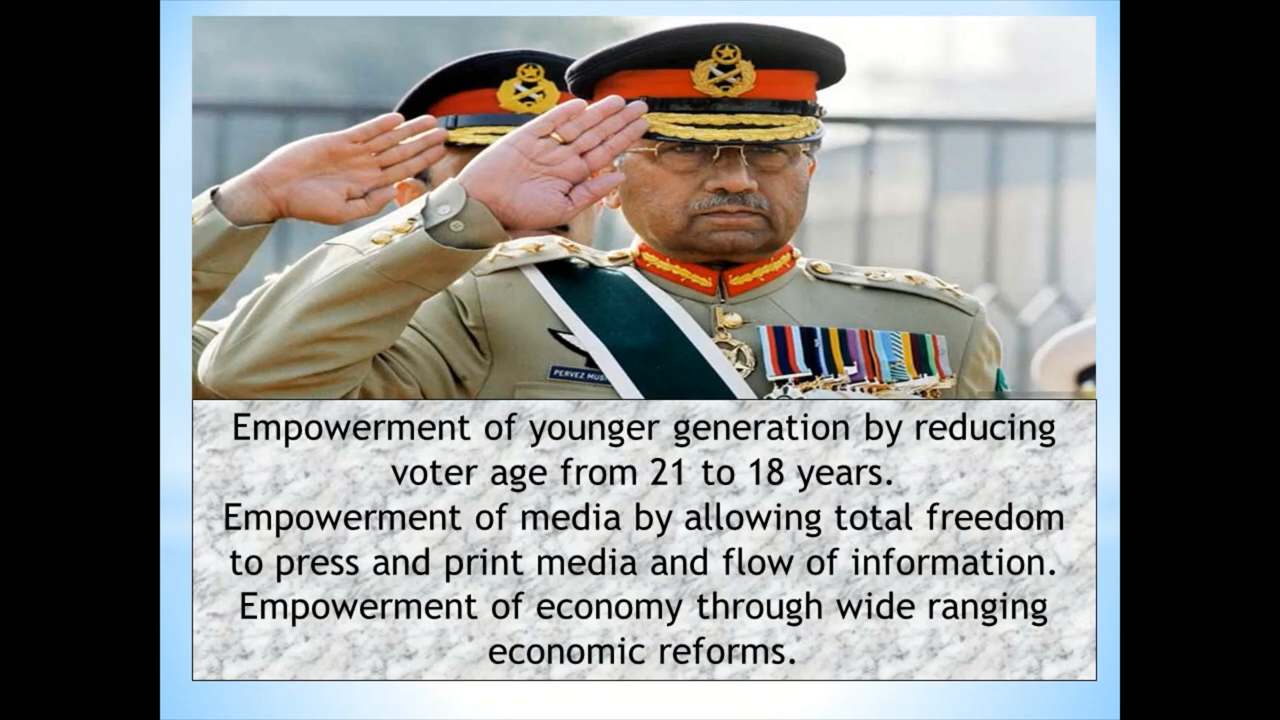 PERVEZ
Empowerment of younger generation by reducing
voter age from 21 to 18 years.
Empowerment of media by allowing total freedom
to press and print media and flow of information.
Empowerment of economy through wide ranging
economic reforms.